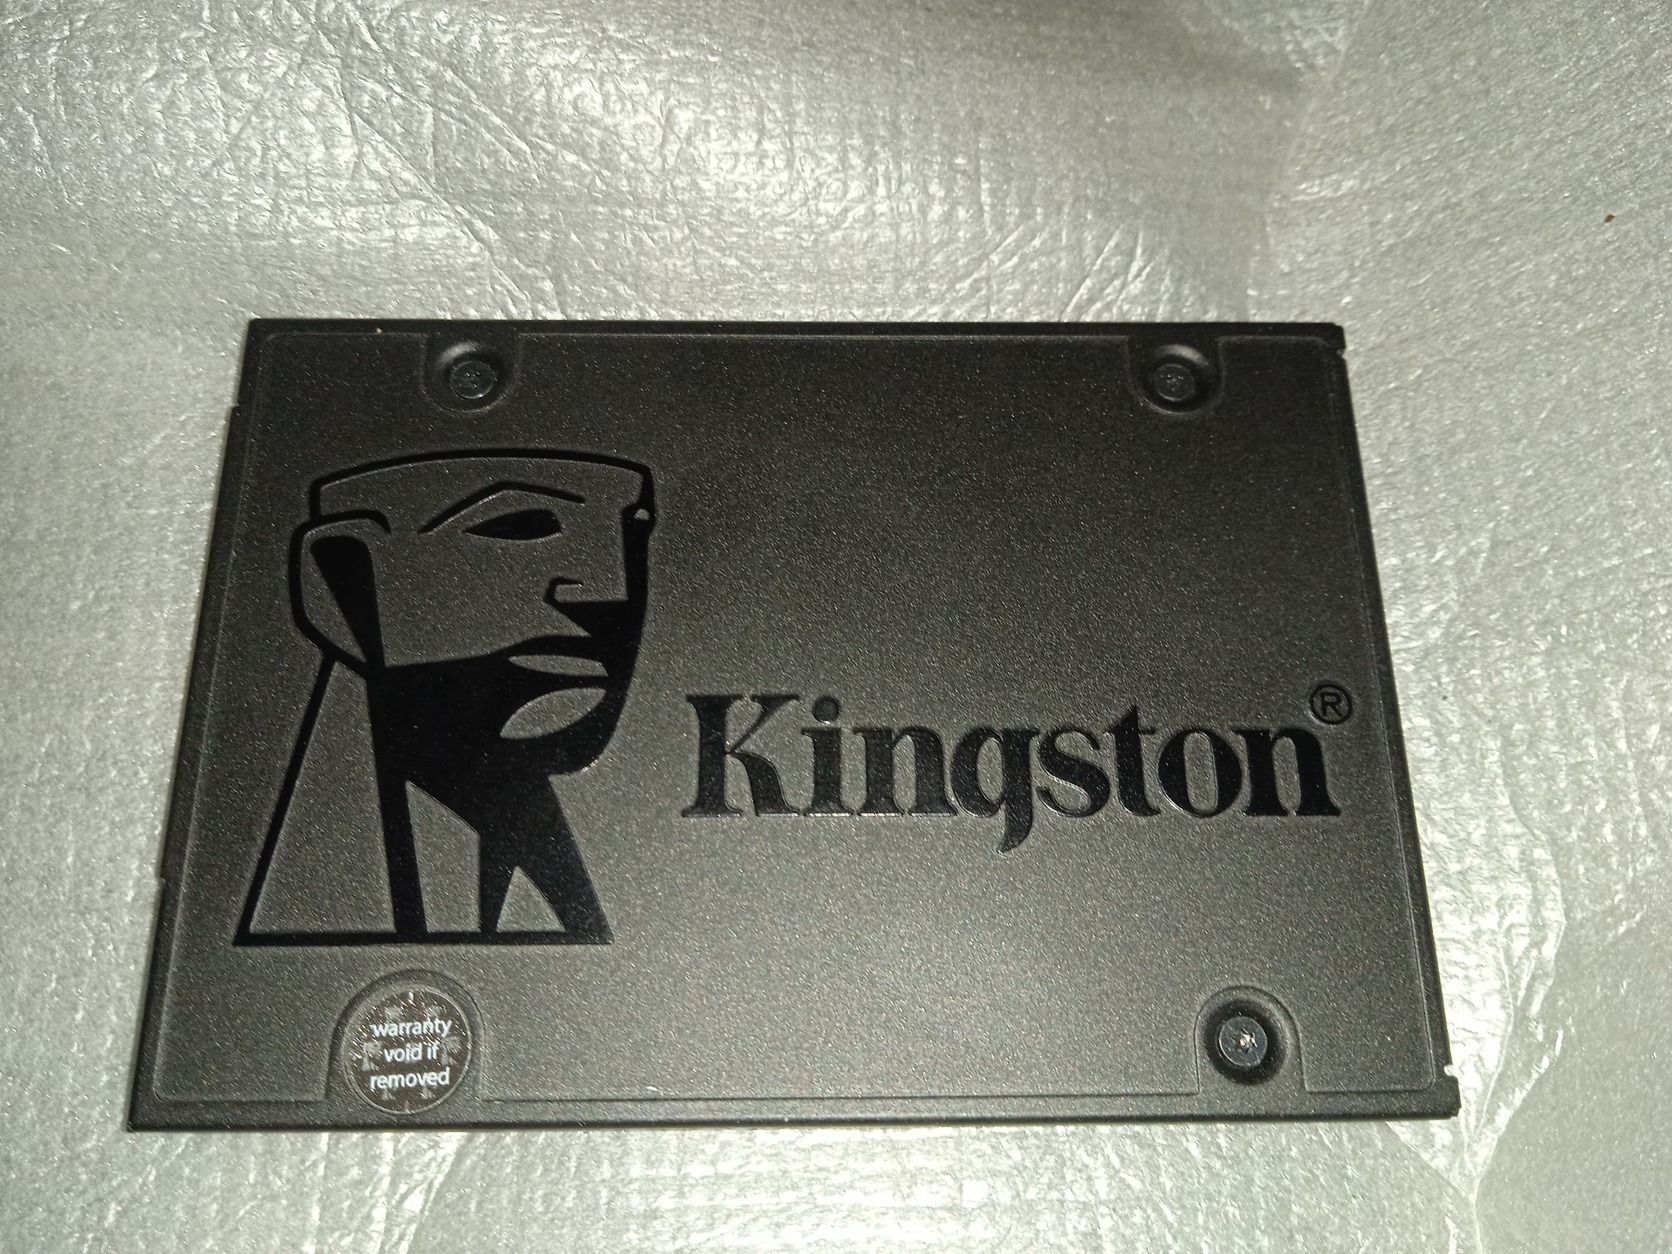 Kingston®
warranty
void if
removed